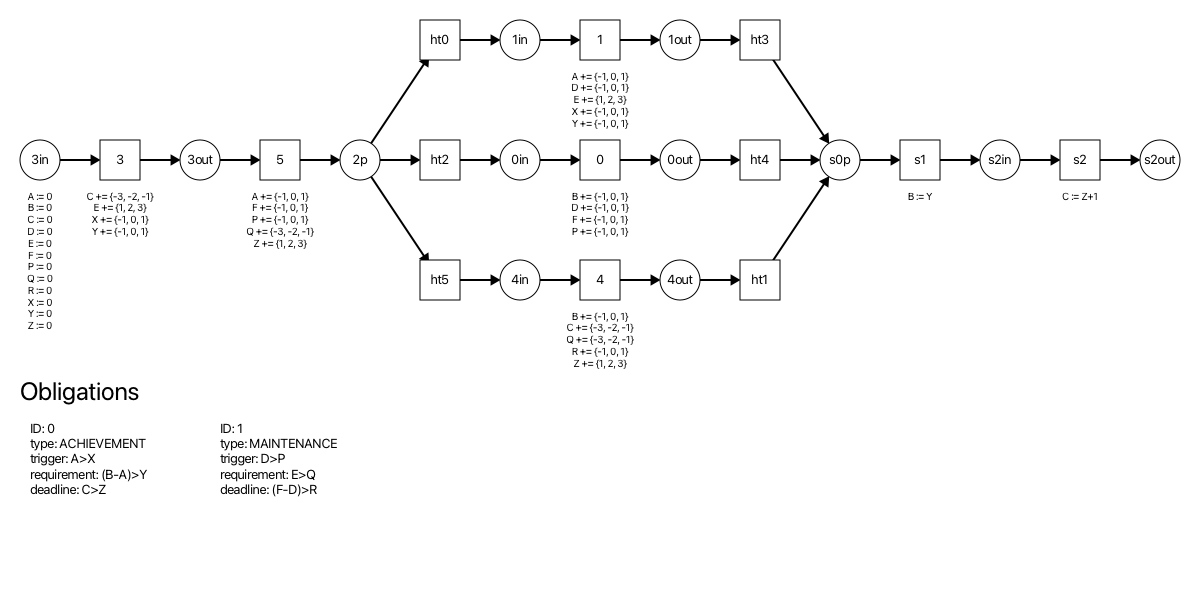 ht0
1in
1
1out
ht3
A += {-1, 0, 1}
D += {-1, 0, 1}
E += {1, 2, 3}
X += {-1, 0, 1}
Y += {-1, 0, 1}
3in
3
3out
5
2p
ht2
0in
0
0out
ht4
s0p
s1
s2in
s2
s2out
A := 0
B := 0
C := 0
D := 0
E := 0
F := 0
P := 0
Q := 0
R := 0
X := 0
Y := 0
Z := 0
C += {-3, -2, -1}
E += {1, 2, 3}
X += {-1, 0, 1}
Y += {-1, 0, 1}
A += {-1, 0, 1}
F += {-1, 0, 1}
P += {-1, 0, 1}
Q += {-3, -2, -1}
Z += {1, 2, 3}
B += {-1, 0, 1}
D += {-1, 0, 1}
F += {-1, 0, 1}
P += {-1, 0, 1}
B := Y
C := Z+1
ht5
4in
4
4out
ht1
B += {-1, 0, 1}
C += {-3, -2, -1}
Q += {-3, -2, -1}
R += {-1, 0, 1}
Z += {1, 2, 3}
Obligations
ID: 0
type: ACHIEVEMENT
trigger: A>X
requirement: (B-A)>Y
deadline: C>Z
ID: 1
type: MAINTENANCE
trigger: D>P
requirement: E>Q
deadline: (F-D)>R